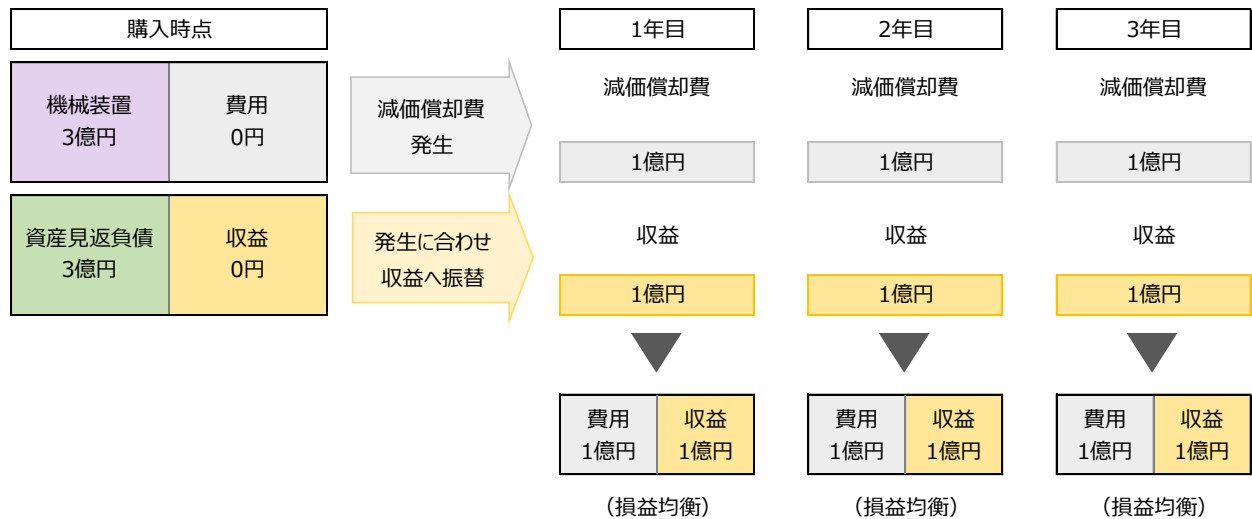 購入時点
1年目
2年目
3年目
機械装置
3億円
費用
0円
減価償却費
発生
減価償却費
減価償却費
減価償却費
1億円
1億円
1億円
資産見返負債
3億円
収益
0円
発生に合わせ
収益へ振替
収益
収益
収益
1億円
1億円
1億円
費用
1億円
収益
1億円
費用
1億円
収益
1億円
費用
1億円
収益
1億円
（損益均衡）
（損益均衡）
（損益均衡）